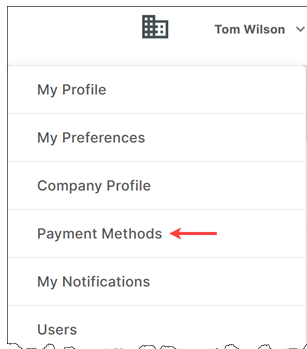 Tom Wilson
My Profile
My Preferences
Company Profile
Payment Methods
My Notifications
Users